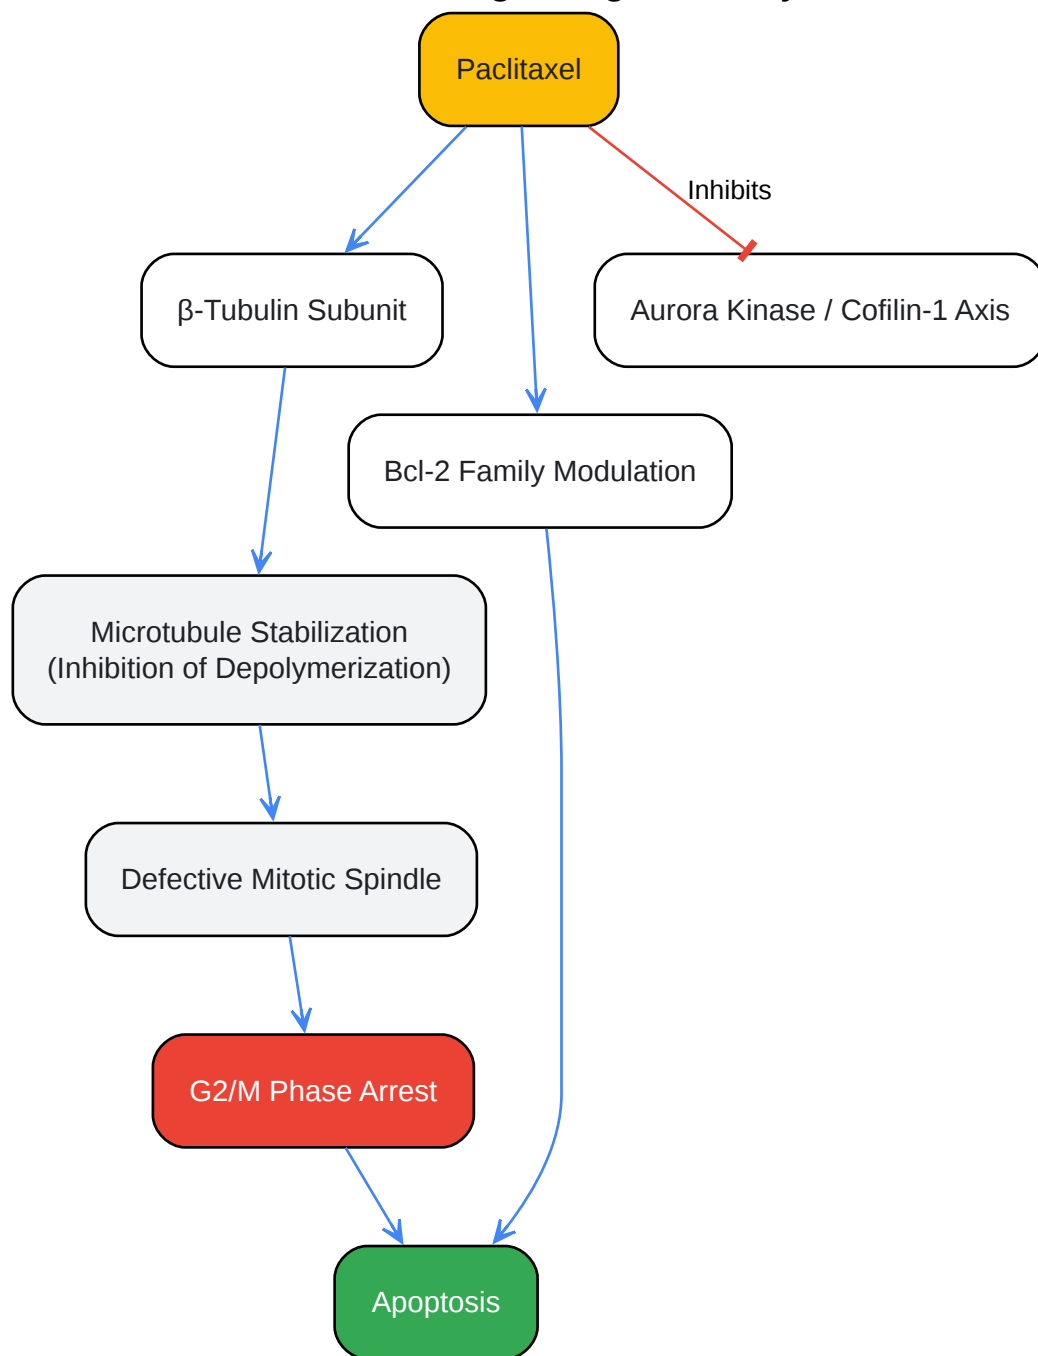 Paclitaxel
Inhibits
β-Tubulin Subunit
Aurora Kinase / Cofilin-1 Axis
Bcl-2 Family Modulation
Microtubule Stabilization
(Inhibition of Depolymerization)
Defective Mitotic Spindle
G2/M Phase Arrest
Apoptosis